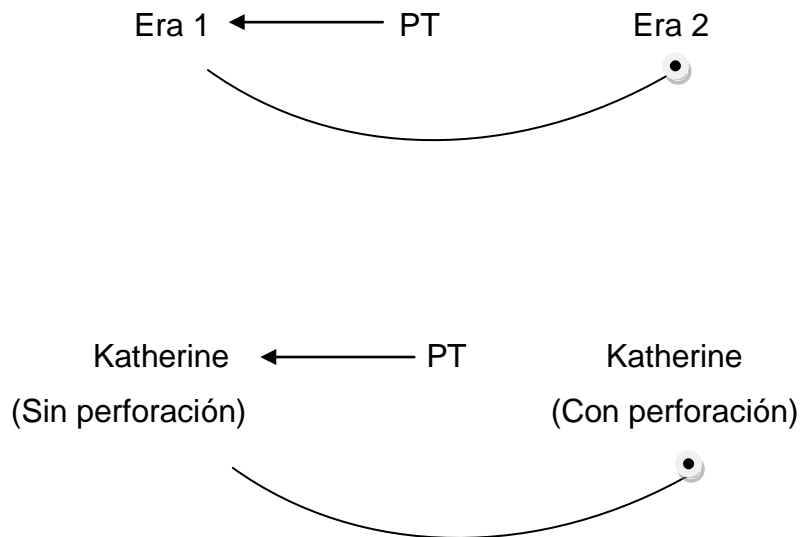 Era 1 PT Era 2
Katherine PT Katherine
(Sin perforación) (Con perforación)